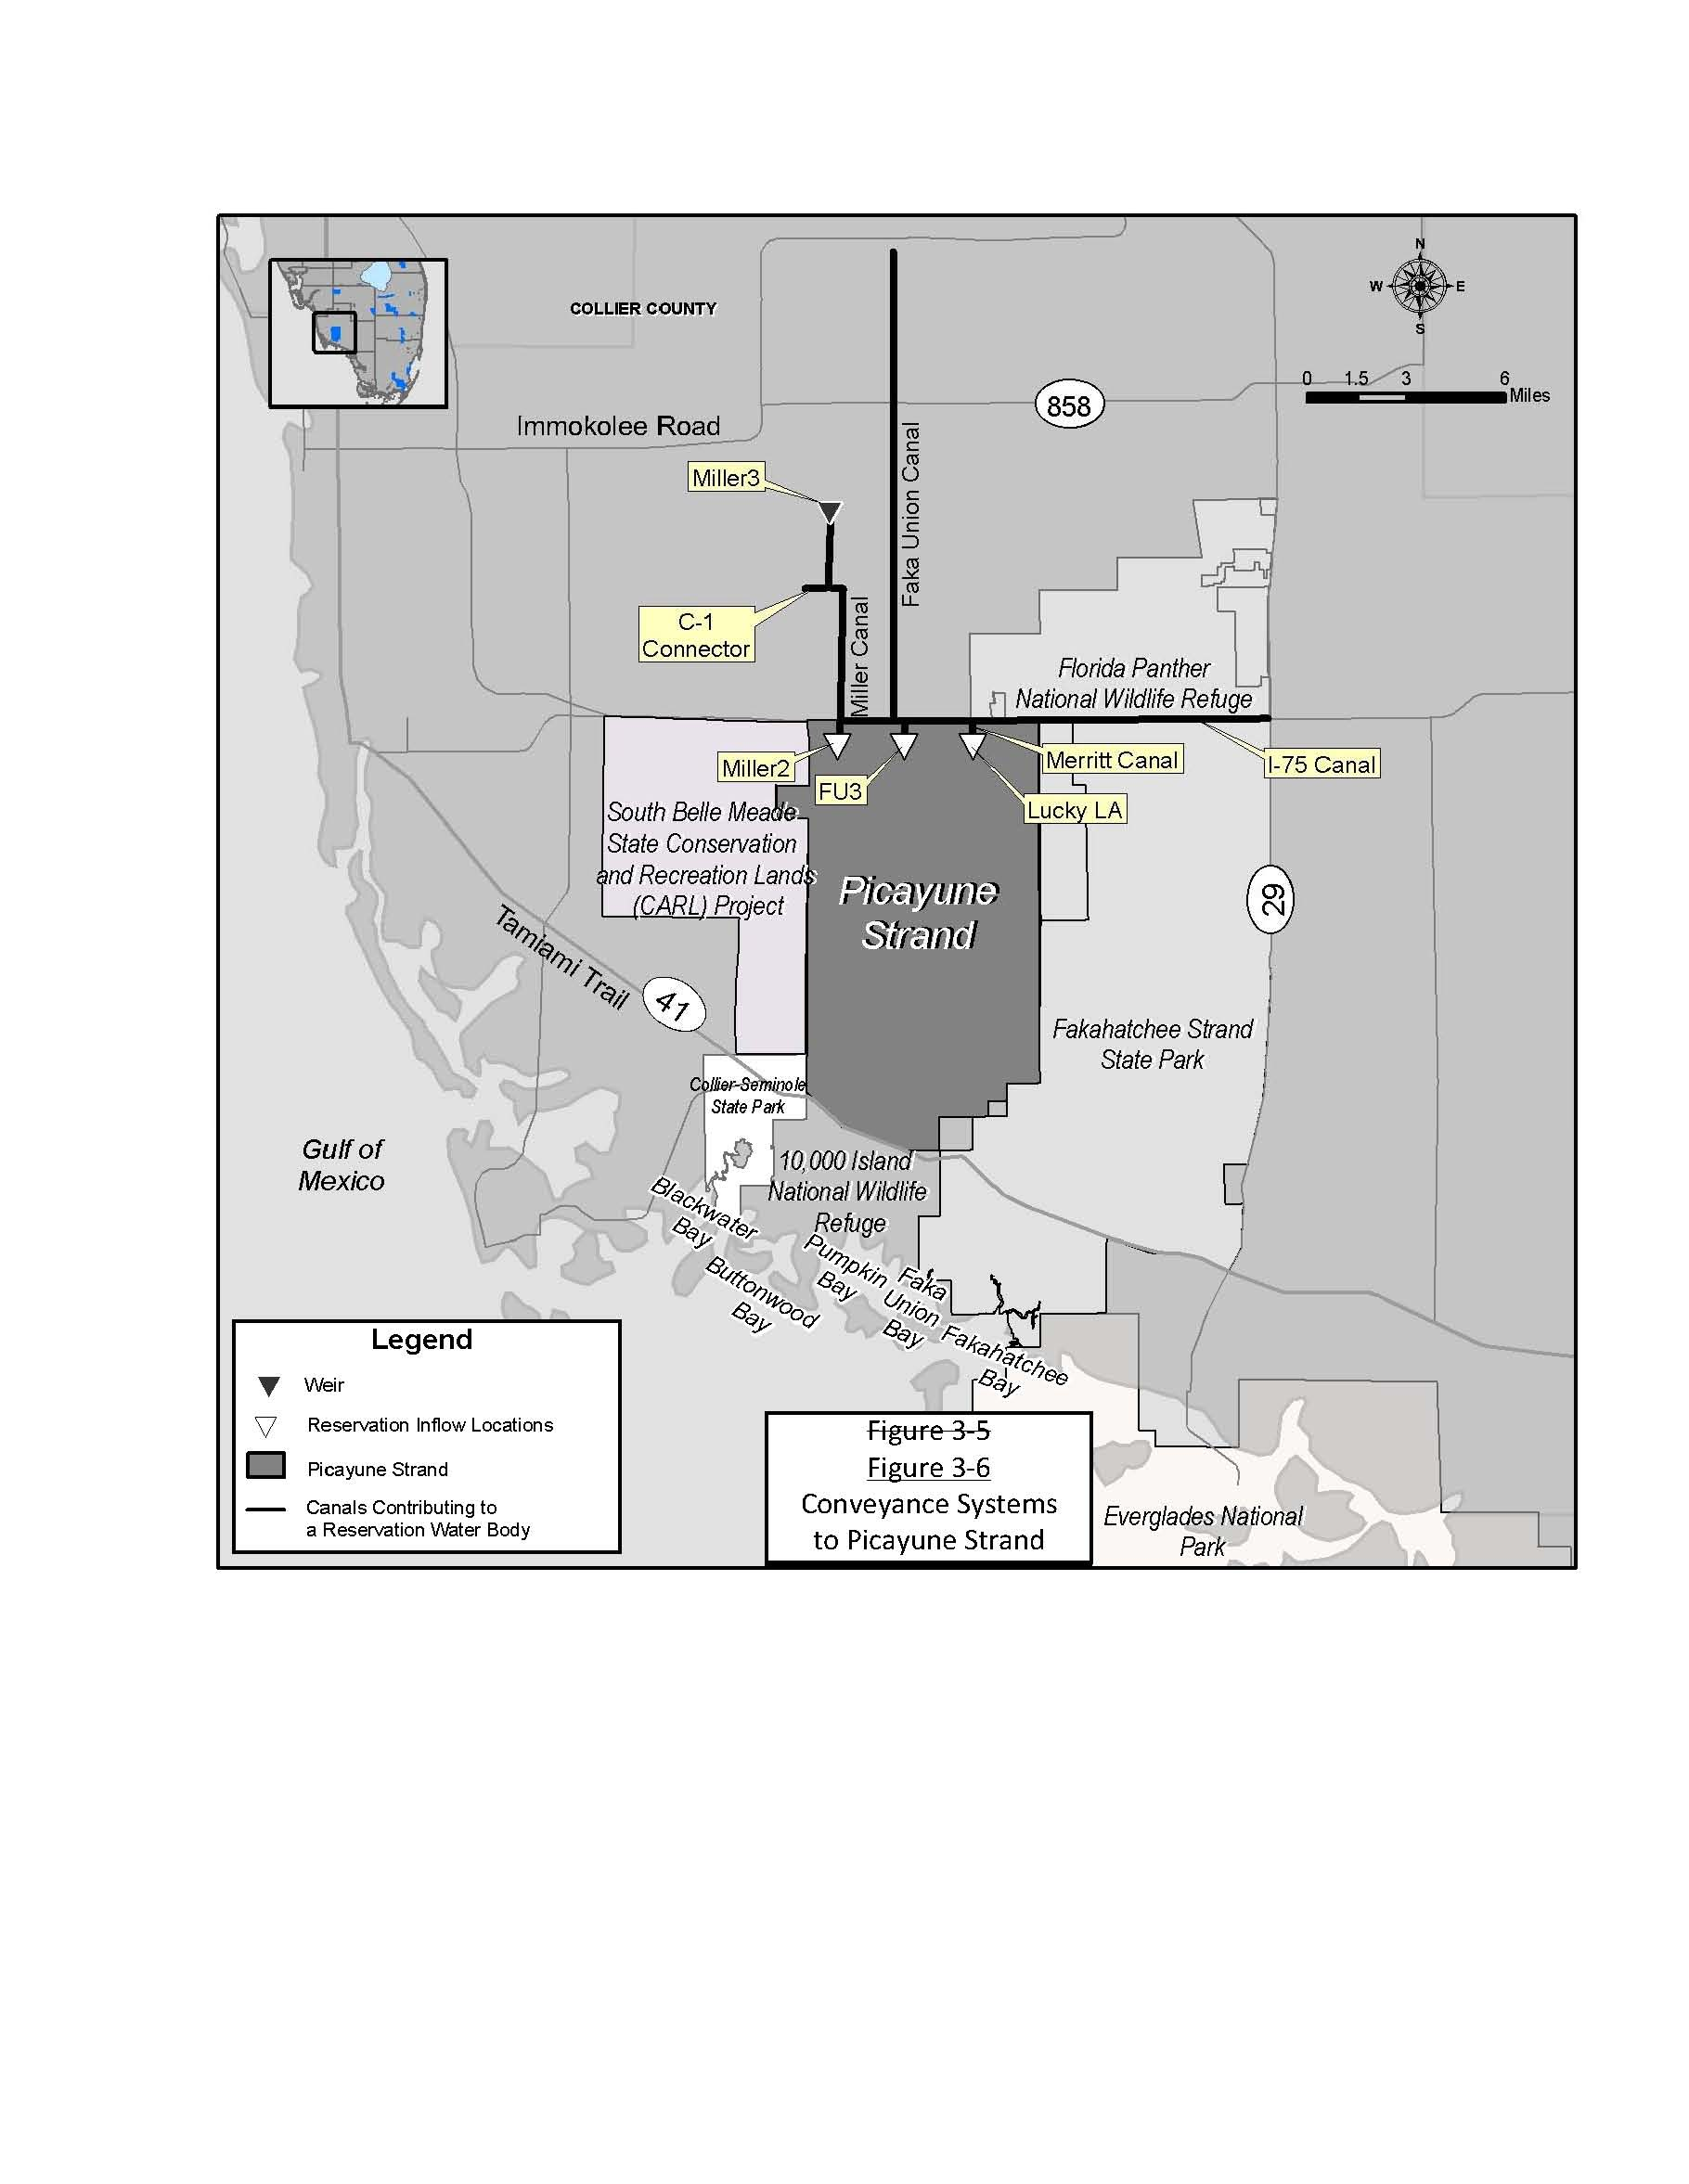 N
W
E
S
COLLIER COUNTY
0 1.5 3 6
Miles
858
Immokolee Road
Miller3
Faka Union Canal
C-1
Connector
Miller Canal
Florida Panther
National Wildlife Refuge
Miller2
FU3
Merritt Canal
I-75 Canal
Lucky LA
South Belle Meade
State Conservation
and Recreation Lands
(CARL) Project
Picayune
Strand
29
Tamiami Trail
41
Fakahatchee Strand
State Park
Collier-Seminole
State Park
Gulf of
Mexico
10,000 Island
National Wildlife
Refuge
Blackwater
Bay
Buttonwood
Bay
Pumpkin
Bay
Faka
Union
Bay
Fakahatchee
Bay
Legend
Weir
Reservation Inflow Locations
Picayune Strand
Canals Contributing to
a Reservation Water Body
Figure 3-5
Figure 3-6
Conveyance Systems
to Picayune Strand
Everglades National
Park